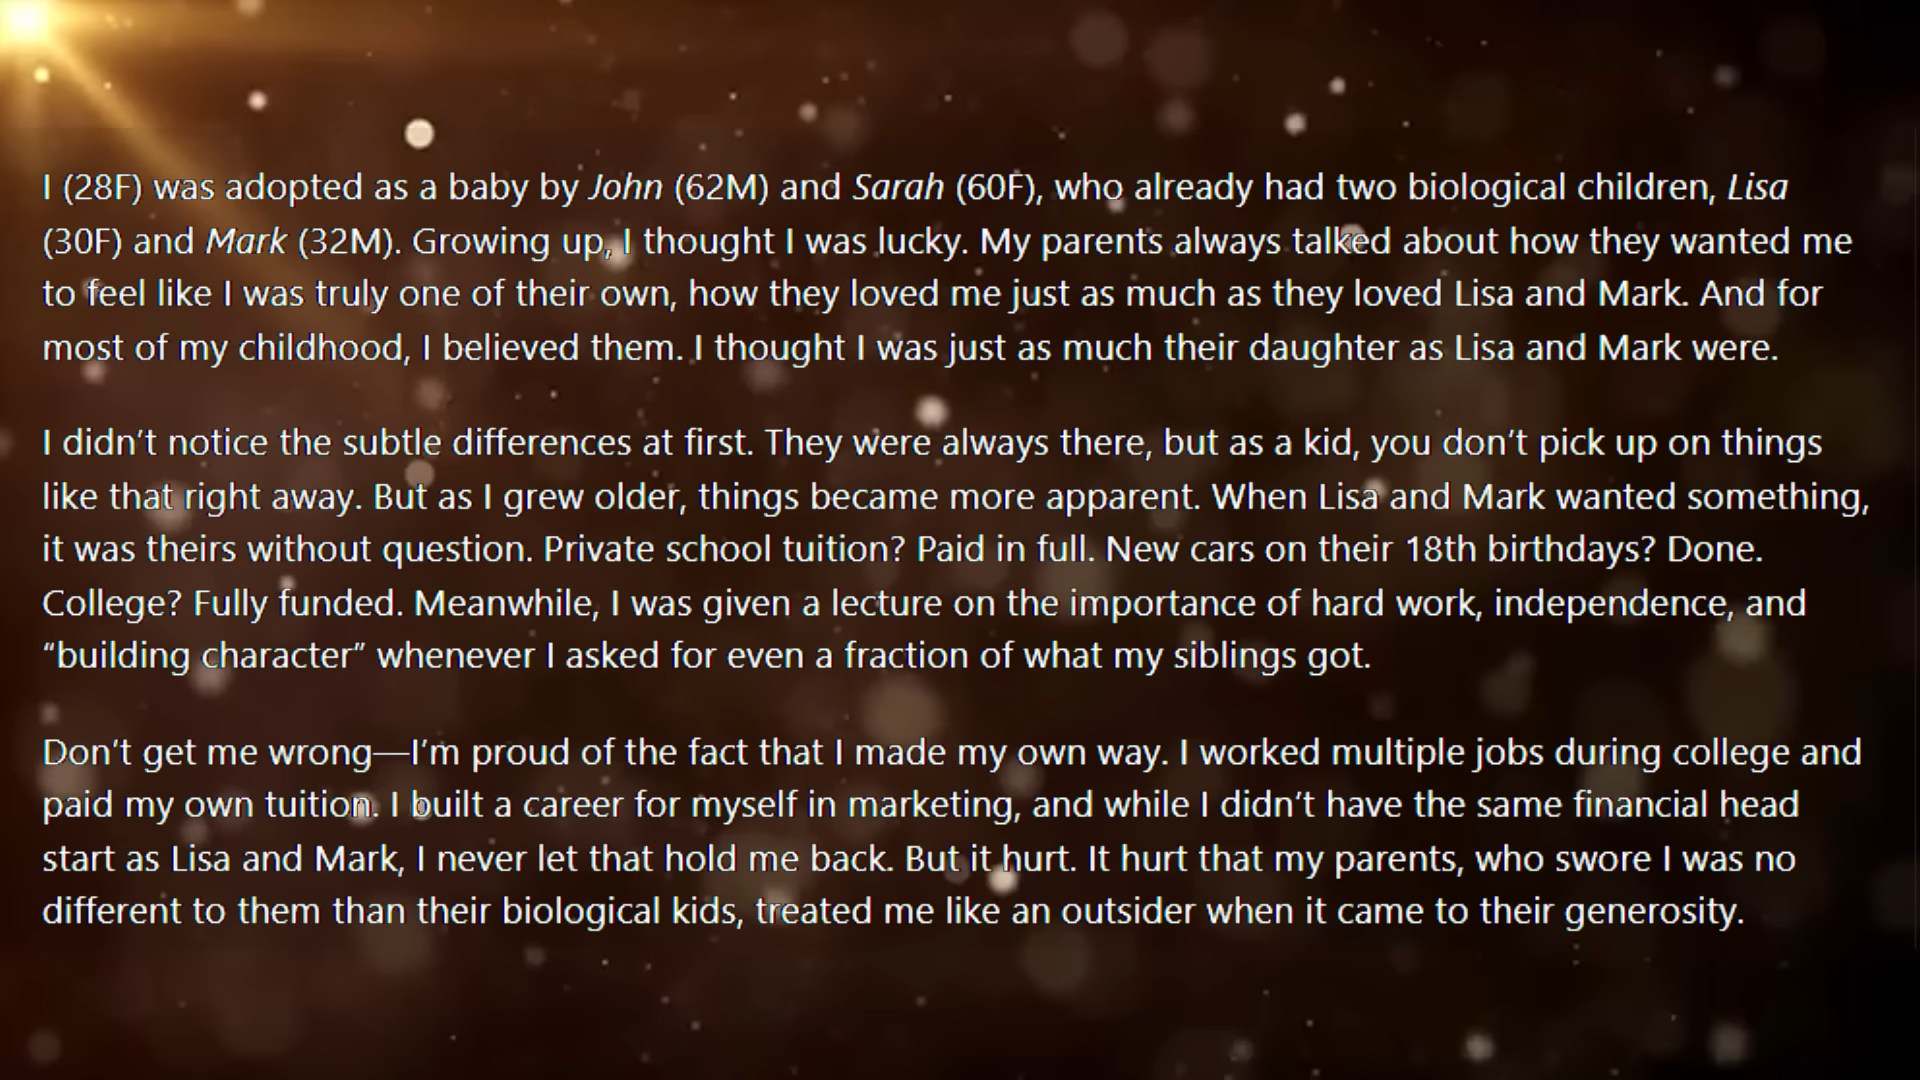 I (28F) was adopted as a baby by John (62M) and Sarah (60F), who already had two biological children, Lisa
(30F) and Mark (32M). Growing up, I thought I was lucky. My parents always talked about how they wanted me
to feel like I was truly one of their own, how they loved me just as much as they loved Lisa and Mark. And for
most of my childhood, I believed them. I thought I was just as much their daughter as Lisa and Mark were.
I didn’t notice the subtle differences at first. They were always there, but as a kid, you don’t pick up on things
like that right away. But as I grew older, things became more apparent. When Lisa and Mark wanted something,
it was theirs without question. Private school tuition? Paid in full. New cars on their 18th birthdays? Done.
College? Fully funded. Meanwhile, I was given a lecture on the importance of hard work, independence, and
“building character” whenever I asked for even a fraction of what my siblings got.
Don’t get me wrong—I’m proud of the fact that I made my own way. I worked multiple jobs during college and
paid my own tuition. I built a career for myself in marketing, and while I didn’t have the same financial head
start as Lisa and Mark, I never let that hold me back. But it hurt. It hurt that my parents, who swore I was no
different to them than their biological kids, treated me like an outsider when it came to their generosity.